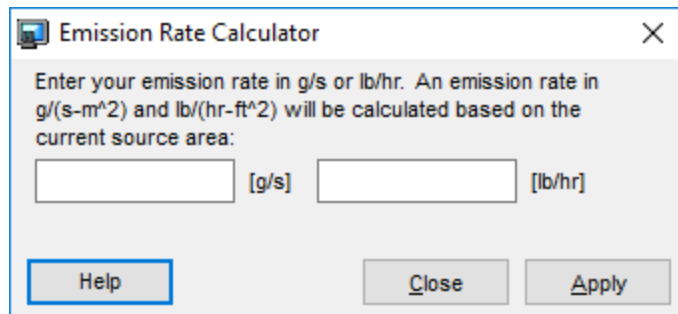 Emission Rate Calculator
Enter your emission rate in g/s or lb/hr. An emission rate in
g/(s-m^2) and lb/(hr-ft^2) will be calculated based on the
current source area:
[g/s] [lb/hr]
Help Close Apply